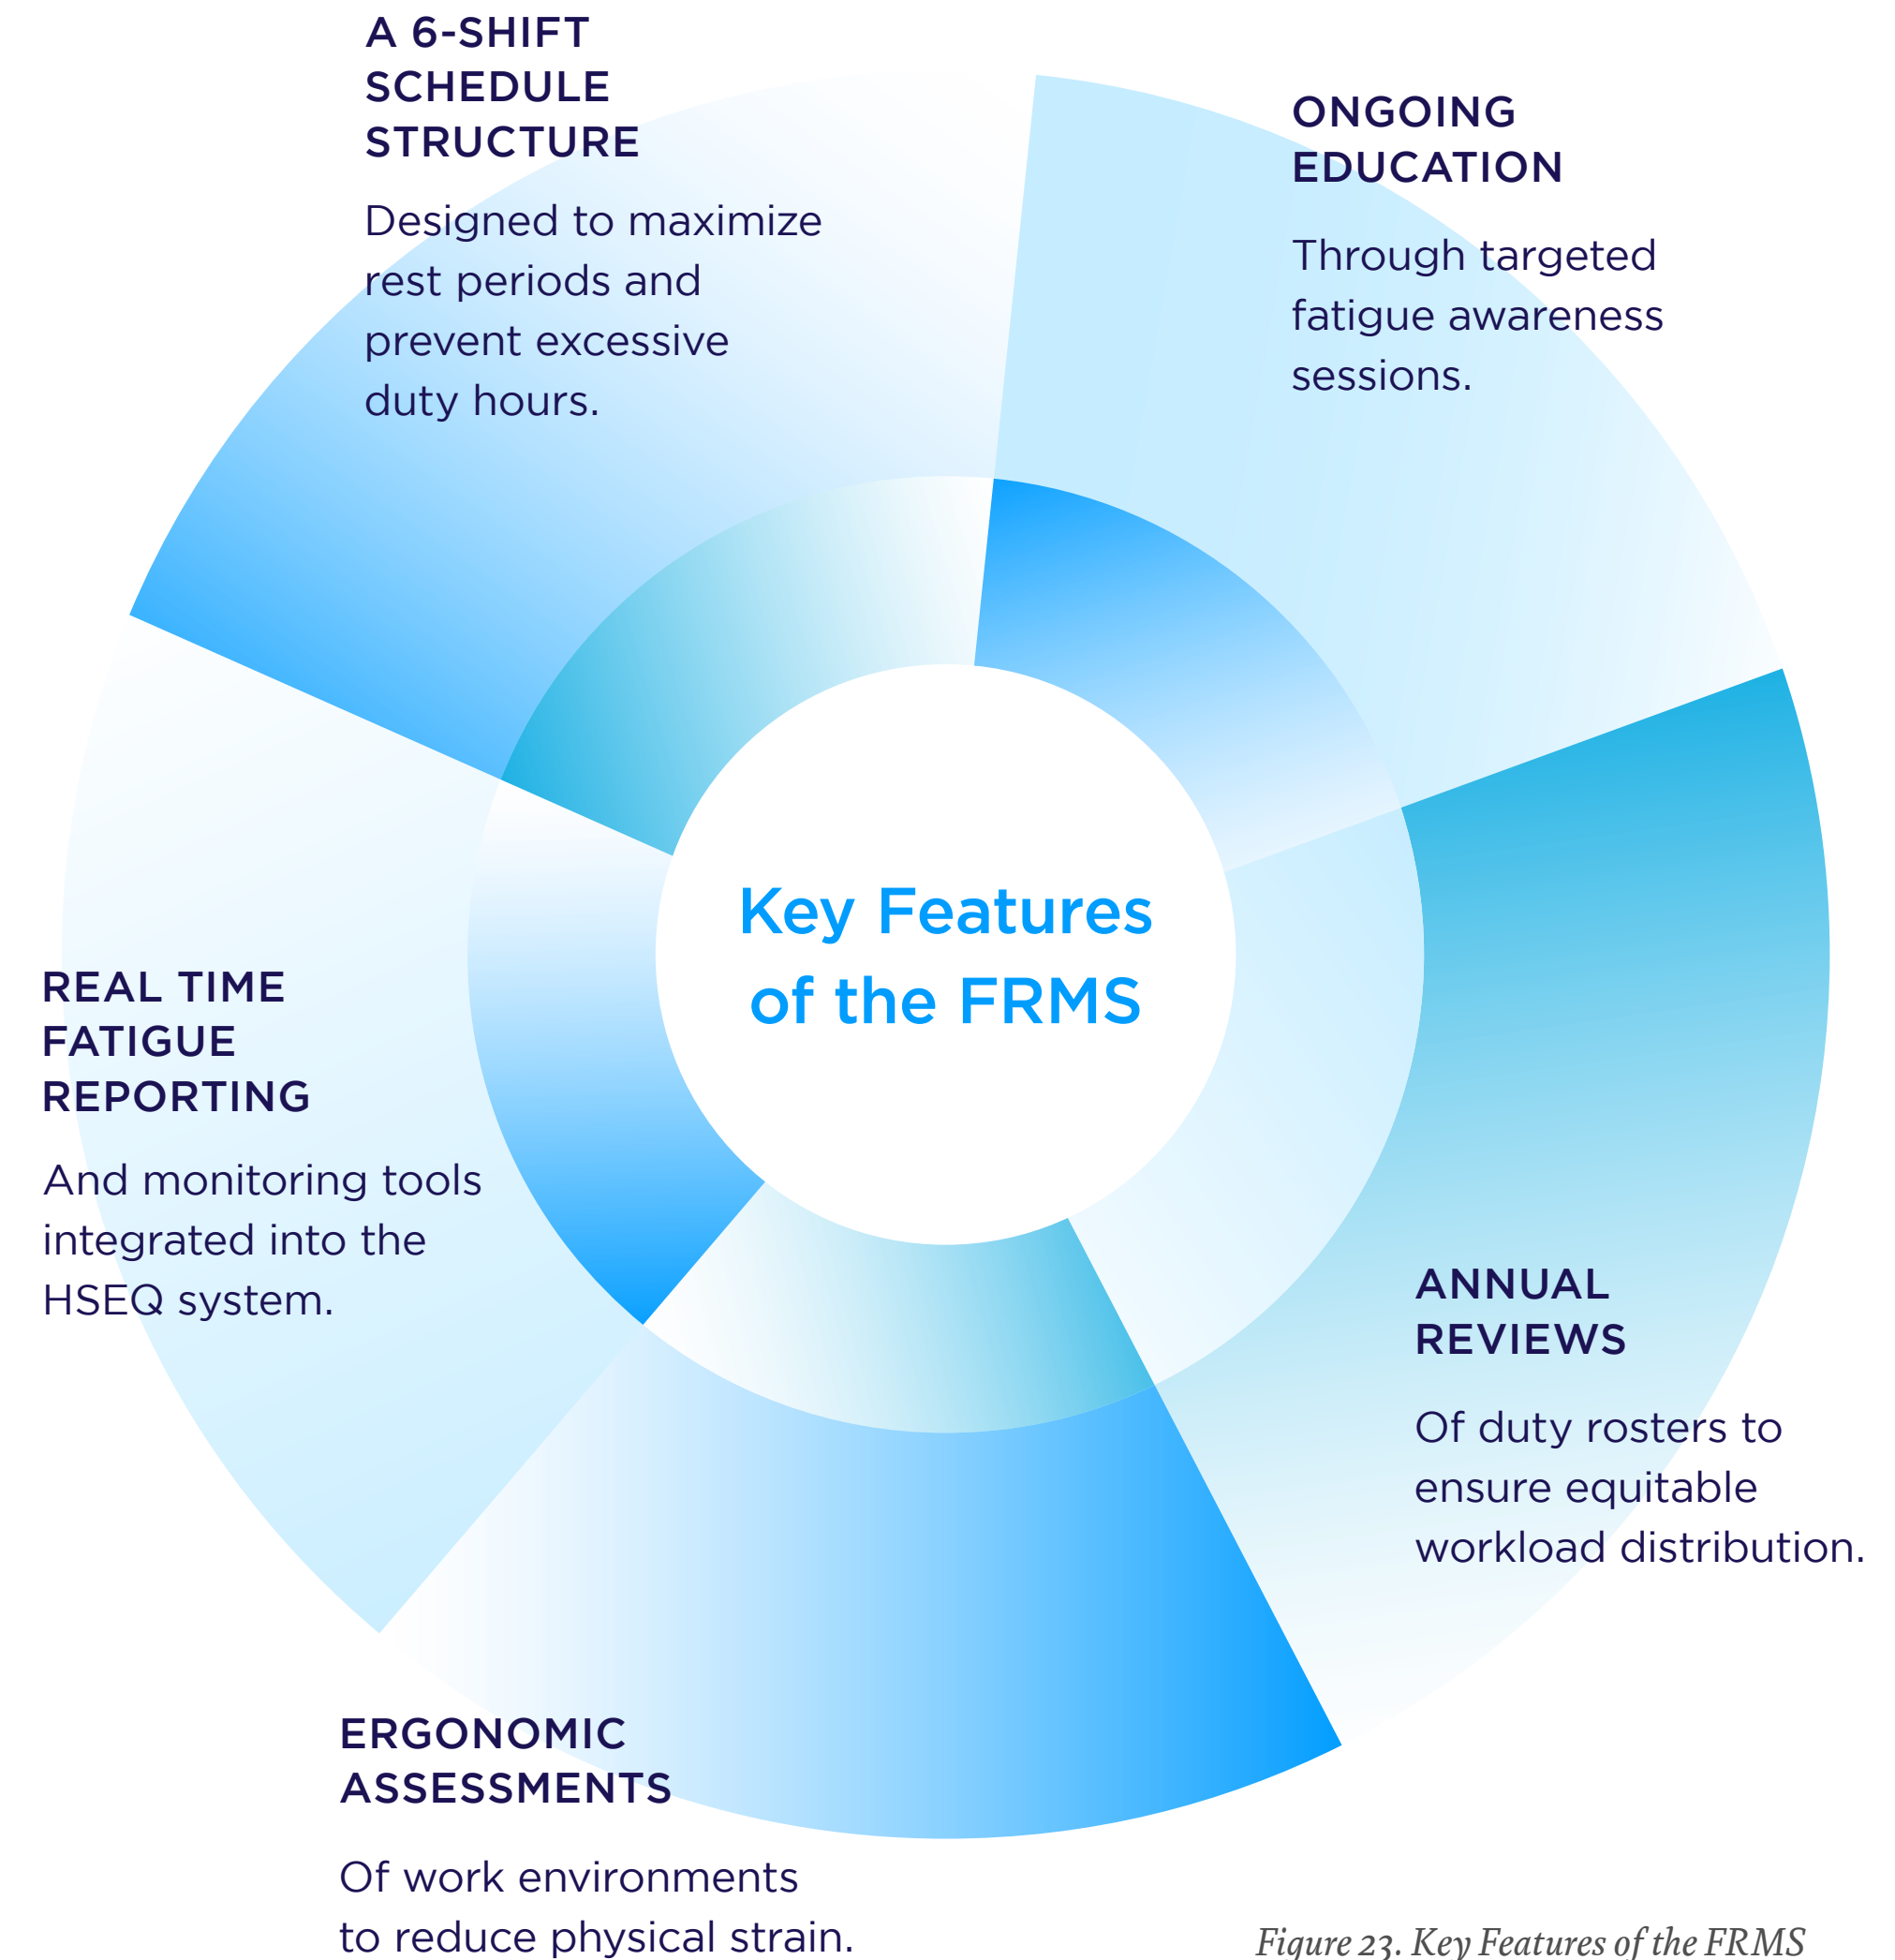 A 6-SHIFT
SCHEDULE
STRUCTURE
Designed to maximize
rest periods and
prevent excessive
duty hours.
ONGOING
EDUCATION
Through targeted
fatigue awareness
sessions.
Key Features
of the FRMS
REAL TIME
FATIGUE
REPORTING
And monitoring tools
integrated into the
HSEQ system.
ANNUAL
REVIEWS
Of duty rosters to
ensure equitable
workload distribution.
ERGONOMIC
ASSESSMENTS
Of work environments
to reduce physical strain.
Figure 23. Key Features of the FRMS